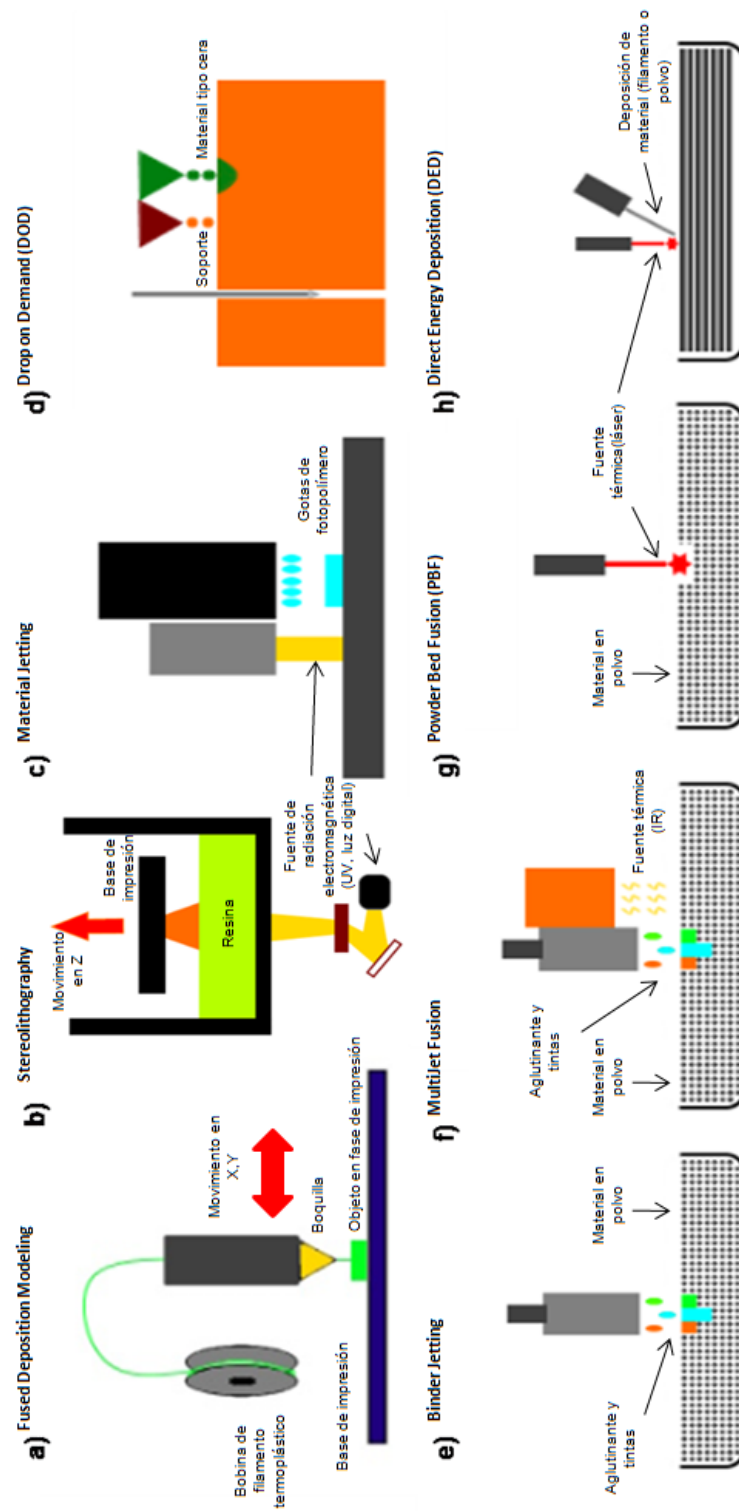 a) Fused Deposition Modeling
Bobina de
filamento
termoplástico
Movimiento en
X,Y
Boquilla
Objeto en fase de impresión
Base de impresión
b) Stereolithography
Movimiento
en Z
Base de
impresión
Resina
Fuente de
radiación
electromagnética
(UV, luz digital)
c) Material Jetting
Gotas de
fotopolímero
d) Drop on Demand (DOD)
Soporte
Material tipo cera
e) Binder Jetting
Aglutinante y
tintas
Material en
polvo
f) MultiJet Fusion
Aglutinante y
tintas
Material en
polvo
Fuente térmica
(IR)
g) Powder Bed Fusion (PBF)
Material en
polvo
Fuente
térmica (láser)
h) Direct Energy Deposition (DED)
Deposición de
material (filamento o
polvo)